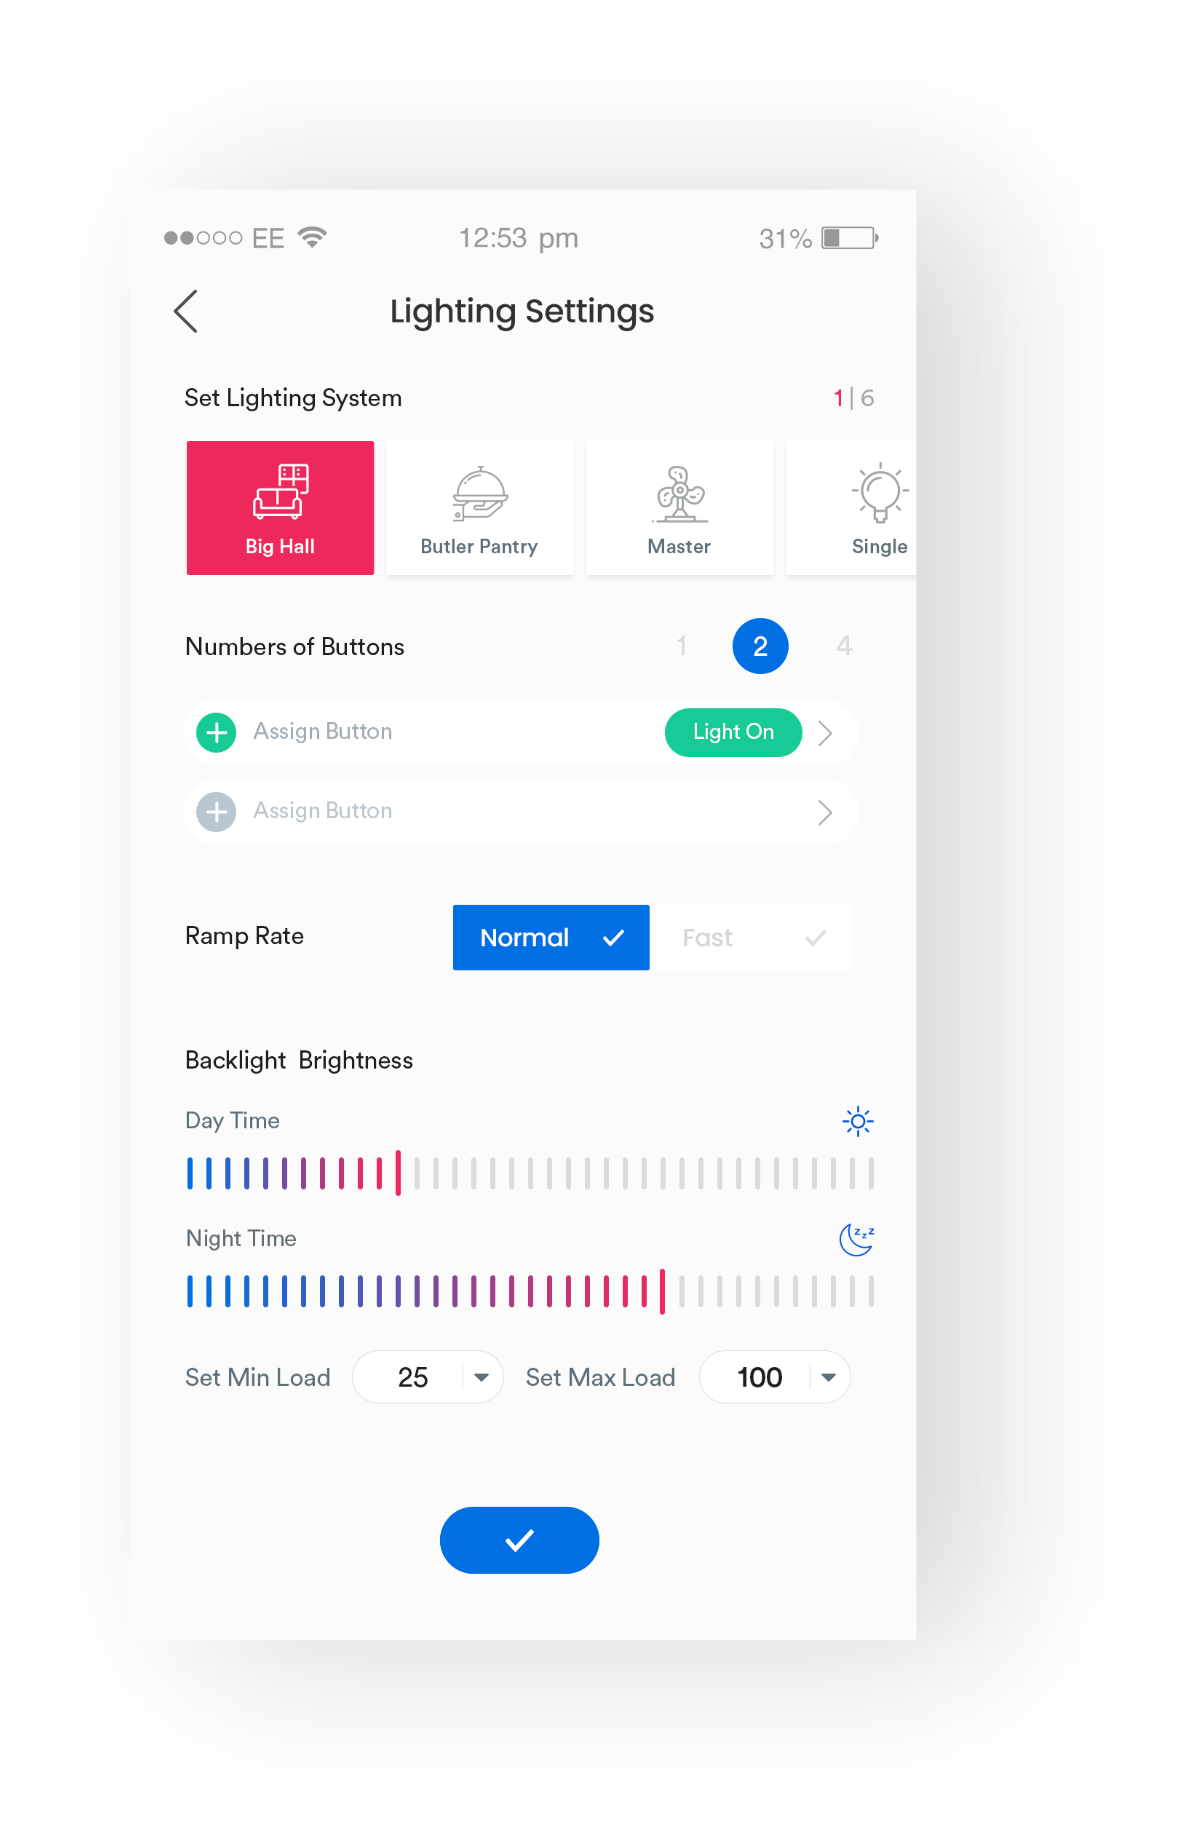 EE 12:53 pm 31%
Lighting Settings
Set Lighting System 1|6
Big Hall Butler Pantry Master Single
Numbers of Buttons 1 2 4
Assign Button Light On
Assign Button
Ramp Rate Normal Fast
Backlight Brightness
Day Time
Night Time
zzz
Set Min Load 25 Set Max Load 100